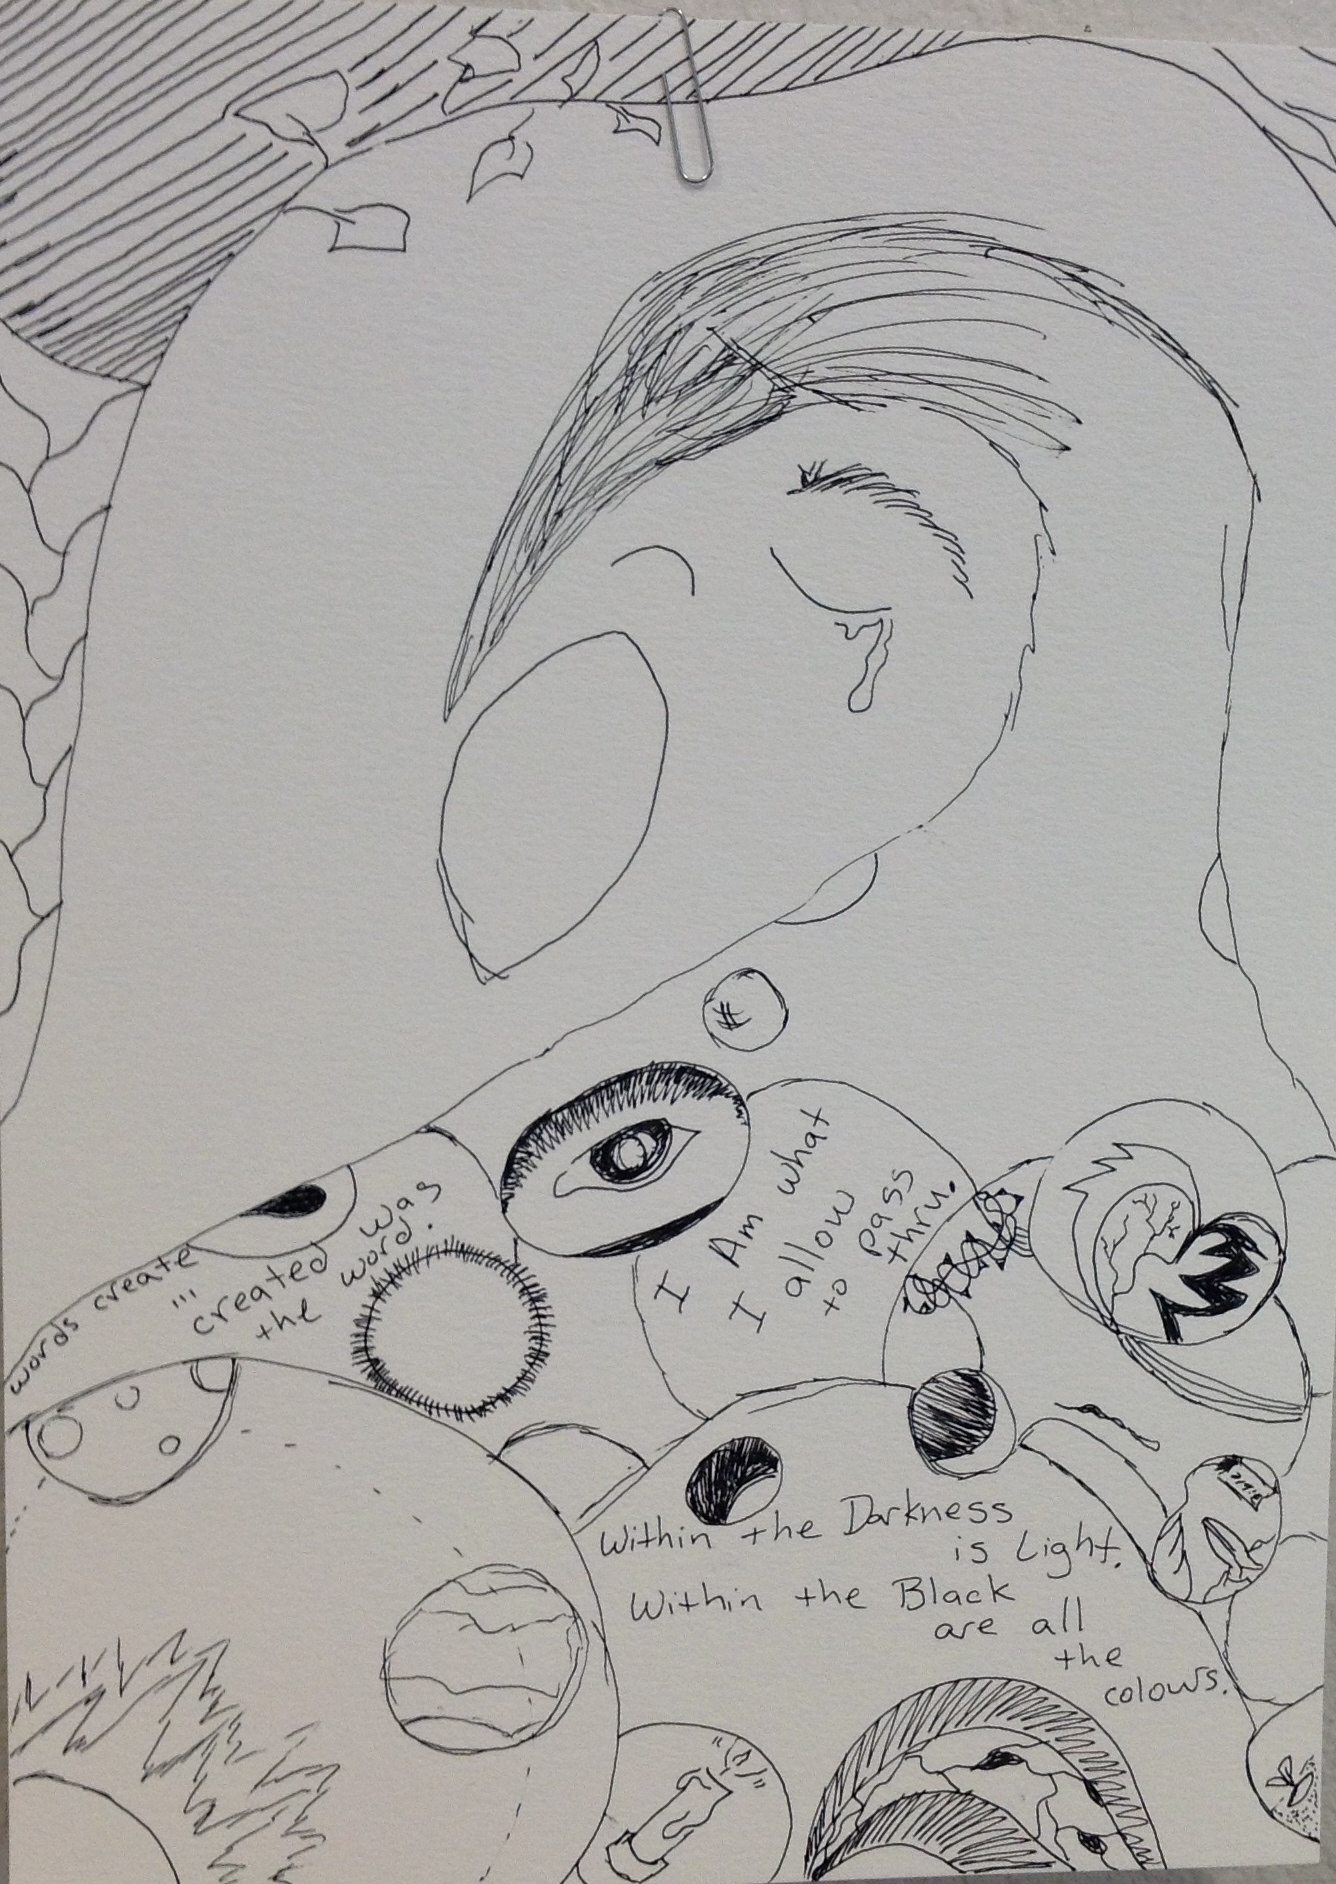 words create
...
created was
the word.
I Am what
I allow
to pass
thru.
Within the Darkness
is Light.
Within the Black
are all
the
colours.
#